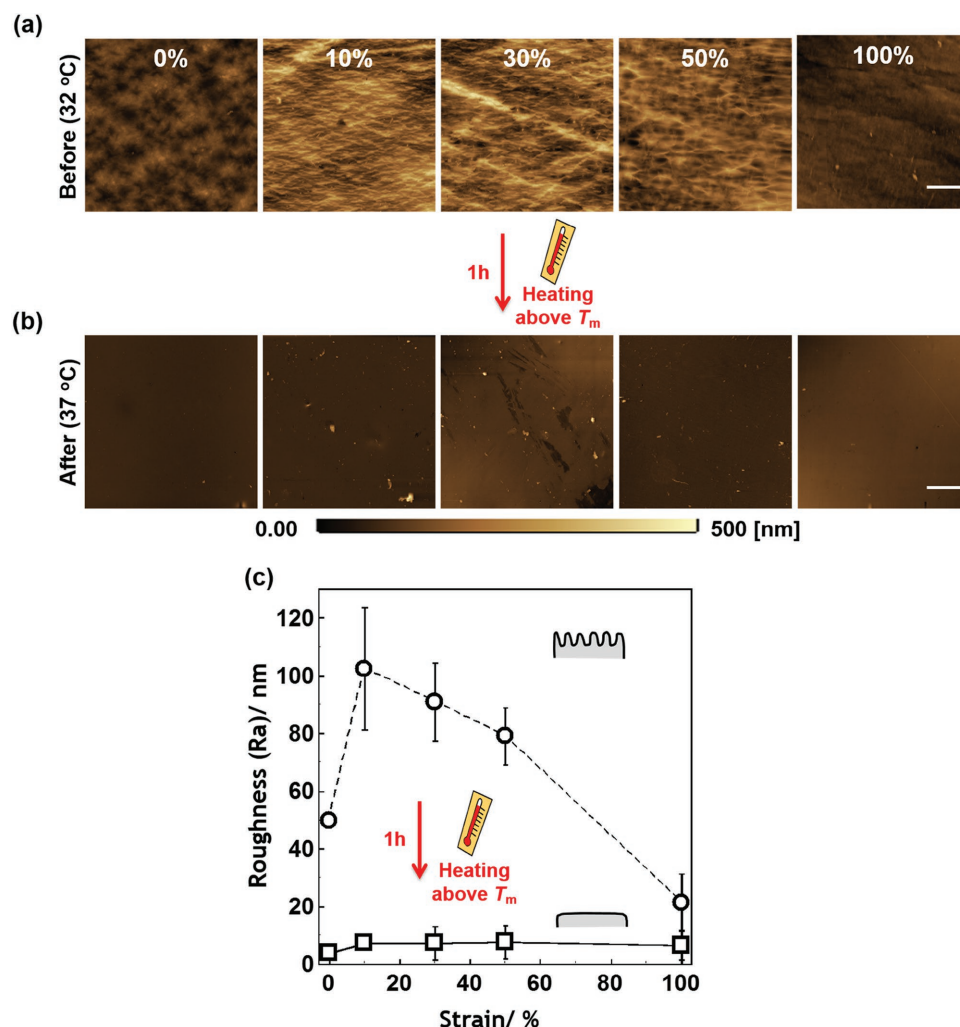 (a)
Before (32 °C)
0%
10%
30%
50%
100%
1h
Heating
above Tm
(b)
After (37 °C)
0.00
500 [nm]
(c)
Roughness (Ra)/ nm
120
100
80
60
40
20
0
1h
Heating
above Tm
0
20
40
60
80
100
Strain/ %